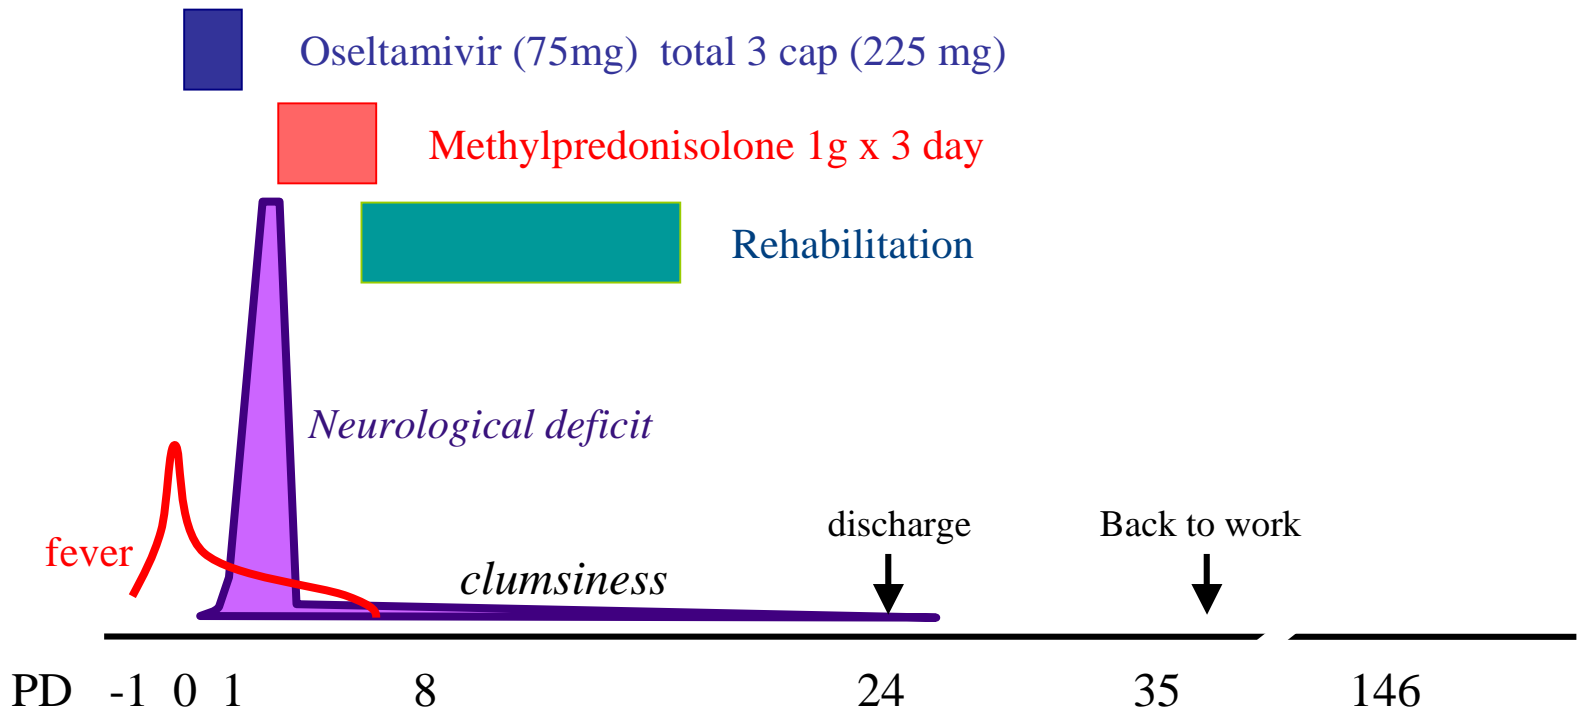 Oseltamivir (75mg)  total 3 cap (225 mg)
Methylpredonisolone 1g x 3 day
Rehabilitation
Neurological deficit
fever
clumsiness
discharge
Back to work
PD -1 0 1 8 24 35 146